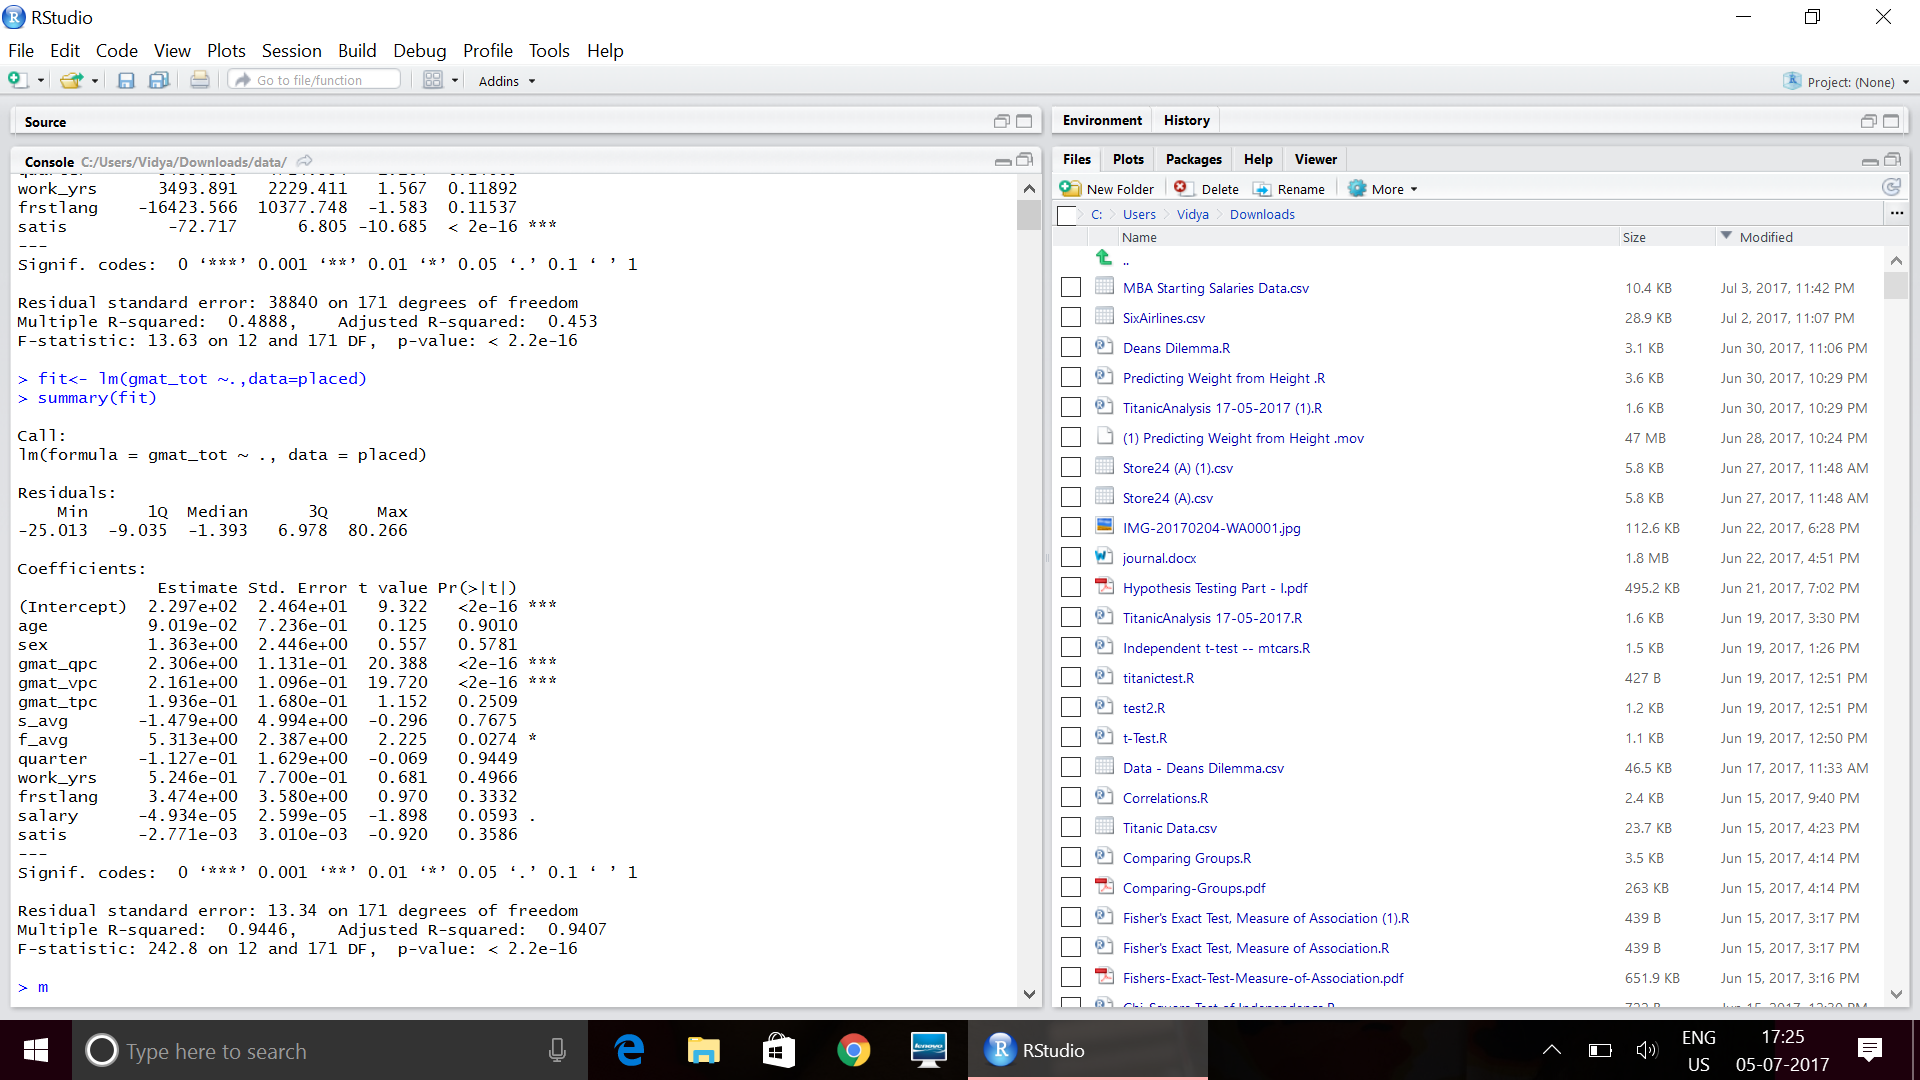 RStudio
File Edit Code View Plots Session Build Debug Profile Tools Help
Go to file/function Addins Project: (None)
Source
Console C:/Users/Vidya/Downloads/data/
work_yrs 3493.891 2229.411 1.567 0.11892
frstlang -16423.566 10377.748 -1.583 0.11537
satis -72.717 6.805 -10.685 < 2e-16 ***
---
Signif. codes: 0 ‘***’ 0.001 ‘**’ 0.01 ‘*’ 0.05 ‘.’ 0.1 ‘ ’ 1
Residual standard error: 38840 on 171 degrees of freedom
Multiple R-squared: 0.4888, Adjusted R-squared: 0.453
F-statistic: 13.63 on 12 and 171 DF, p-value: < 2.2e-16
> fit<- lm(gmat_tot ~.,data=placed)
> summary(fit)
Call:
lm(formula = gmat_tot ~ ., data = placed)
Residuals:
Min 1Q Median 3Q Max
-25.013 -9.035 -1.393 6.978 80.266
Coefficients:
Estimate Std. Error t value Pr(>|t|)
(Intercept) 2.297e+02 2.464e+01 9.322 <2e-16 ***
age 9.019e-02 7.236e-01 0.125 0.9010
sex 1.363e+00 2.446e+00 0.557 0.5781
gmat_qpc 2.306e+00 1.131e-01 20.388 <2e-16 ***
gmat_vpc 2.161e+00 1.096e-01 19.720 <2e-16 ***
gmat_tpc 1.936e-01 1.680e-01 1.152 0.2509
s_avg -1.479e+00 4.994e+00 -0.296 0.7675
f_avg 5.313e+00 2.387e+00 2.225 0.0274 *
quarter -1.127e-01 1.629e+00 -0.069 0.9449
work_yrs 5.246e-01 7.700e-01 0.681 0.4966
frstlang 3.474e+00 3.580e+00 0.970 0.3332
salary -4.934e-05 2.599e-05 -1.898 0.0593 .
satis -2.771e-03 3.010e-03 -0.920 0.3586
---
Signif. codes: 0 ‘***’ 0.001 ‘**’ 0.01 ‘*’ 0.05 ‘.’ 0.1 ‘ ’ 1
Residual standard error: 13.34 on 171 degrees of freedom
Multiple R-squared: 0.9446, Adjusted R-squared: 0.9407
F-statistic: 242.8 on 12 and 171 DF, p-value: < 2.2e-16
> m
Environment History
Files Plots Packages Help Viewer
New Folder Delete Rename More
C: Users Vidya Downloads ...
Name Size Modified
..
MBA Starting Salaries Data.csv 10.4 KB Jul 3, 2017, 11:42 PM
SixAirlines.csv 28.9 KB Jul 2, 2017, 11:07 PM
Deans Dilemma.R 3.1 KB Jun 30, 2017, 11:06 PM
Predicting Weight from Height .R 3.6 KB Jun 30, 2017, 10:29 PM
TitanicAnalysis 17-05-2017 (1).R 1.6 KB Jun 30, 2017, 10:29 PM
(1) Predicting Weight from Height .mov 47 MB Jun 28, 2017, 10:24 PM
Store24 (A) (1).csv 5.8 KB Jun 27, 2017, 11:48 AM
Store24 (A).csv 5.8 KB Jun 27, 2017, 11:48 AM
IMG-20170204-WA0001.jpg 112.6 KB Jun 22, 2017, 6:28 PM
journal.docx 1.8 MB Jun 22, 2017, 4:51 PM
Hypothesis Testing Part - I.pdf 495.2 KB Jun 21, 2017, 7:02 PM
TitanicAnalysis 17-05-2017.R 1.6 KB Jun 19, 2017, 3:30 PM
Independent t-test -- mtcars.R 1.5 KB Jun 19, 2017, 1:26 PM
titanictest.R 427 B Jun 19, 2017, 12:51 PM
test2.R 1.2 KB Jun 19, 2017, 12:51 PM
t-Test.R 1.1 KB Jun 19, 2017, 12:50 PM
Data - Deans Dilemma.csv 46.5 KB Jun 17, 2017, 11:33 AM
Correlations.R 2.4 KB Jun 15, 2017, 9:40 PM
Titanic Data.csv 23.7 KB Jun 15, 2017, 4:23 PM
Comparing Groups.R 3.5 KB Jun 15, 2017, 4:14 PM
Comparing-Groups.pdf 263 KB Jun 15, 2017, 4:14 PM
Fisher's Exact Test, Measure of Association (1).R 439 B Jun 15, 2017, 3:17 PM
Fisher's Exact Test, Measure of Association.R 439 B Jun 15, 2017, 3:17 PM
Fishers-Exact-Test-Measure-of-Association.pdf 651.9 KB Jun 15, 2017, 3:16 PM
Type here to search
lenovo
RStudio
ENG
US
17:25
05-07-2017